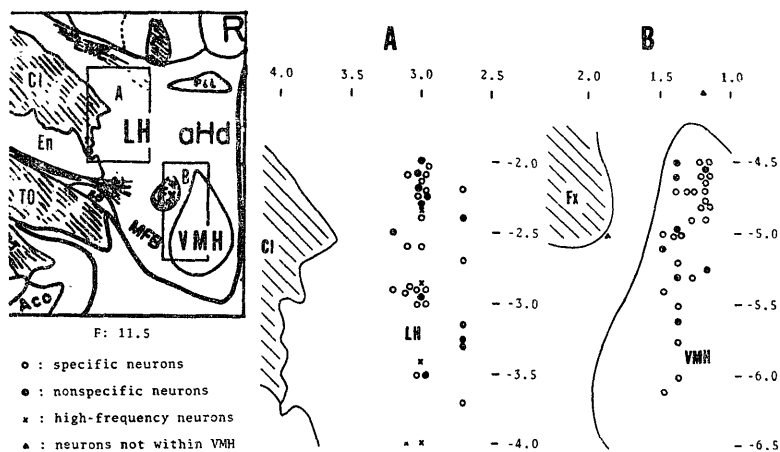 R
Cl
A
LH
aHd
En
B
TO
MFB
VMH
Aco
F: 11.5
o : specific neurons
● : nonspecific neurons
x : high-frequency neurons
▲ : neurons not within VMH
A
4.0 3.5 3.0 2.5
-2.0
-2.5
-3.0
-3.5
-4.0
Cl
LH
B
2.0 1.5 1.0
-4.5
-5.0
-5.5
-6.0
-6.5
Fx
VMH